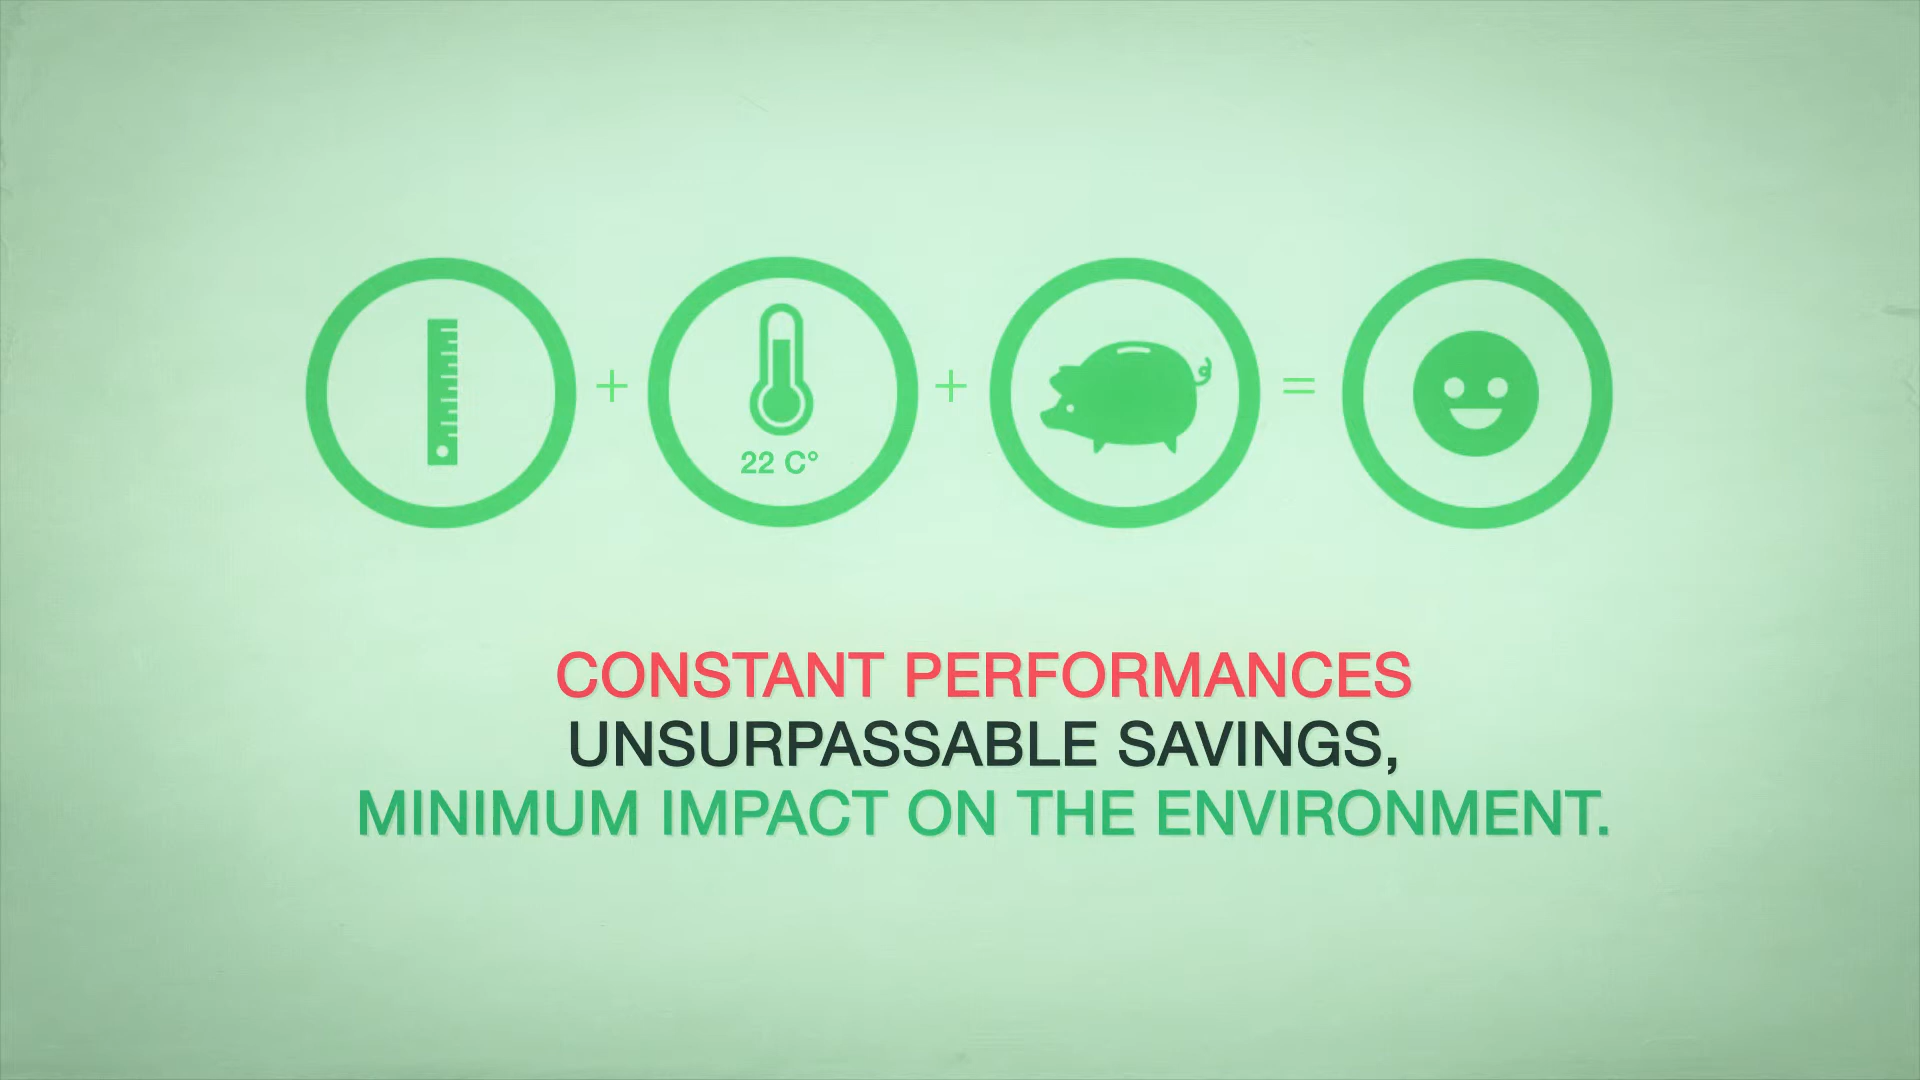 + + =
22 C°
CONSTANT PERFORMANCES
UNSURPASSABLE SAVINGS,
MINIMUM IMPACT ON THE ENVIRONMENT.